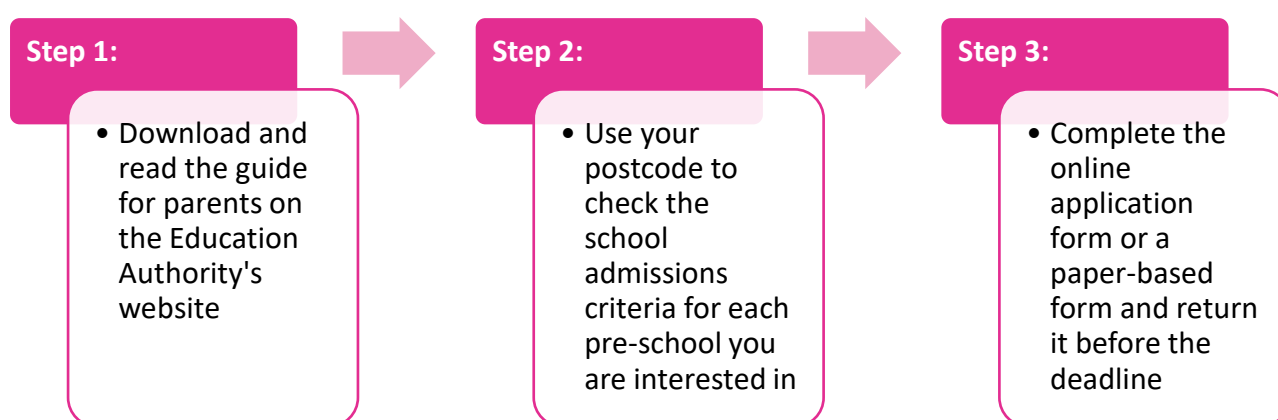 Step 1:
• Download and
read the guide
for parents on
the Education
Authority's
website
Step 2:
• Use your
postcode to
check the
school
admissions
criteria for each
pre-school you
are interested in
Step 3:
• Complete the
online
application
form or a
paper-based
form and return
it before the
deadline